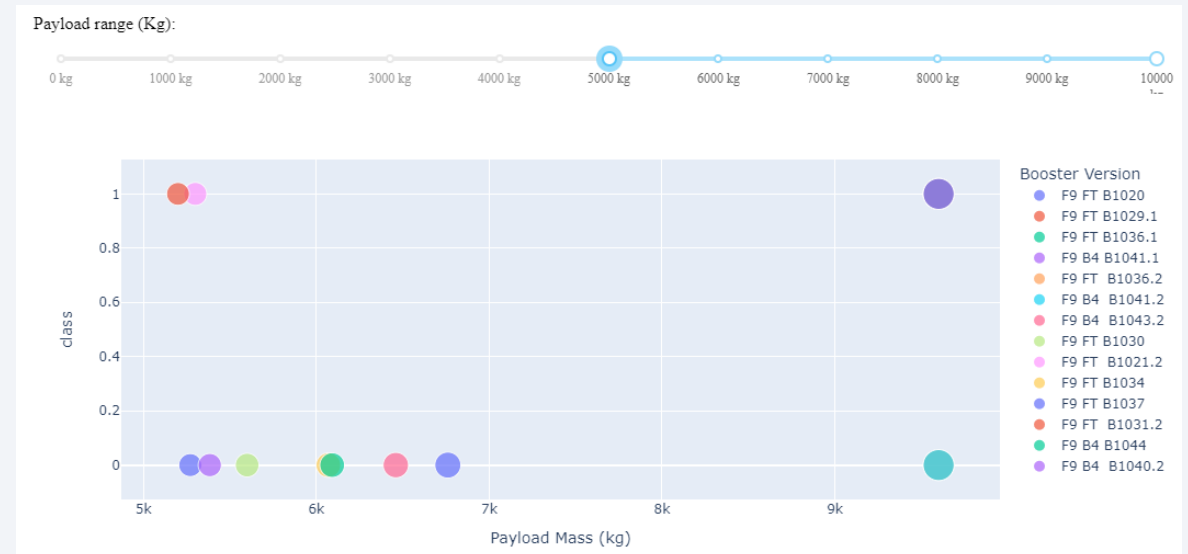 Payload range (Kg):
0 kg 1000 kg 2000 kg 3000 kg 4000 kg 5000 kg 6000 kg 7000 kg 8000 kg 9000 kg 10000
Booster Version
F9 FT B1020
F9 FT B1029.1
F9 FT B1036.1
F9 B4 B1041.1
F9 FT  B1036.2
F9 B4  B1041.2
F9 B4  B1043.2
F9 FT B1030
F9 FT  B1021.2
F9 FT B1034
F9 FT B1037
F9 FT  B1031.2
F9 B4 B1044
F9 B4  B1040.2
class
1
0.8
0.6
0.4
0.2
0
5k 6k 7k 8k 9k
Payload Mass (kg)